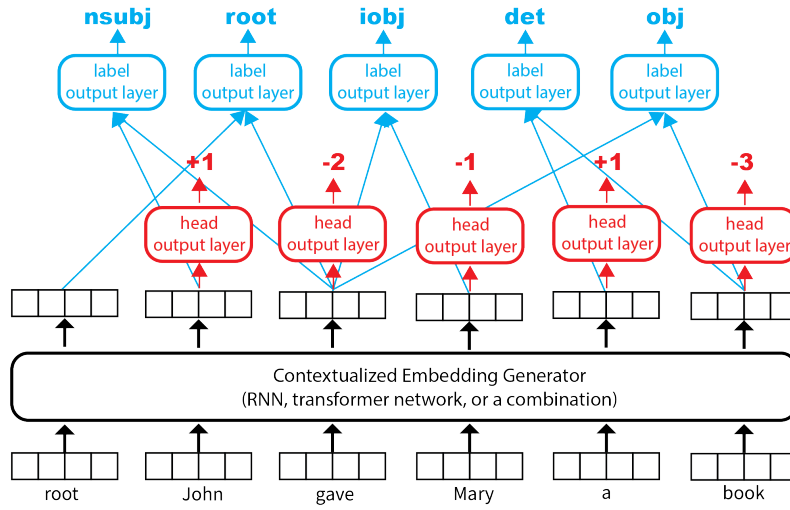 nsubj root iobj det obj
label output layer
label output layer
label output layer
label output layer
label output layer
+1 -2 -1 +1 -3
head output layer
head output layer
head output layer
head output layer
head output layer
Contextualized Embedding Generator
(RNN, transformer network, or a combination)
root John gave Mary a book